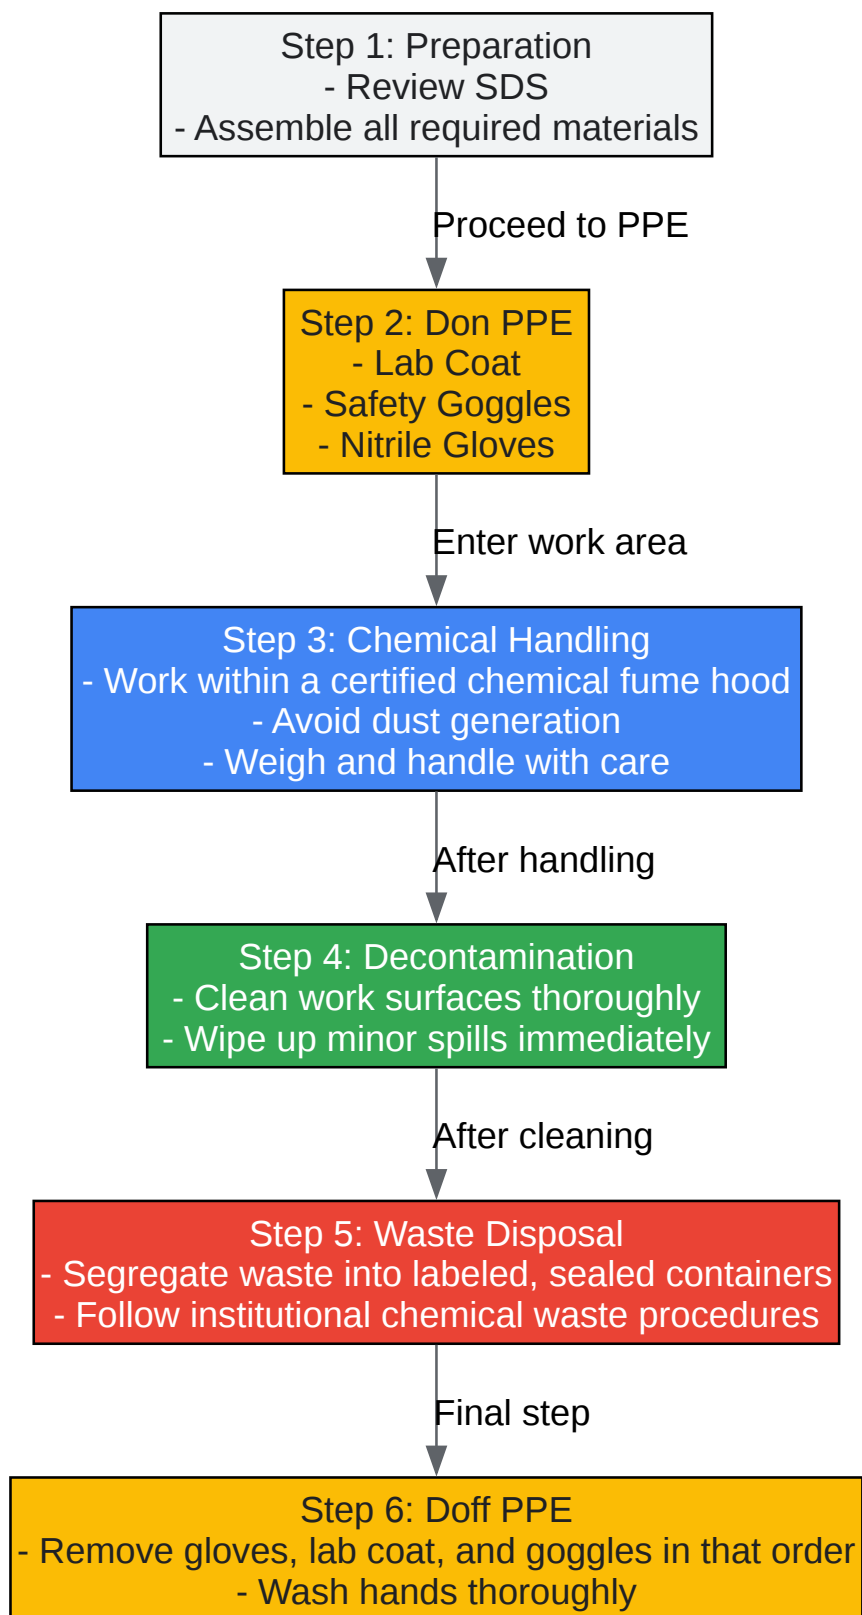 Step 1: Preparation
- Review SDS
- Assemble all required materials
Proceed to PPE
Step 2: Don PPE
- Lab Coat
- Safety Goggles
- Nitrile Gloves
Enter work area
Step 3: Chemical Handling
- Work within a certified chemical fume hood
- Avoid dust generation
- Weigh and handle with care
After handling
Step 4: Decontamination
- Clean work surfaces thoroughly
- Wipe up minor spills immediately
After cleaning
Step 5: Waste Disposal
- Segregate waste into labeled, sealed containers
- Follow institutional chemical waste procedures
Final step
Step 6: Doff PPE
- Remove gloves, lab coat, and goggles in that order
- Wash hands thoroughly